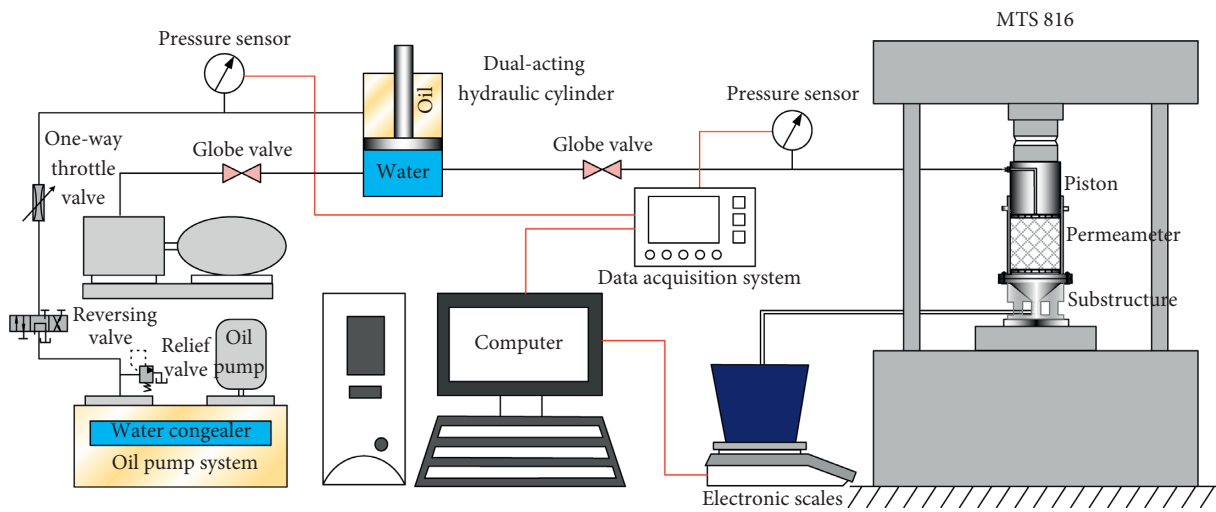 MTS 816
Pressure sensor
Dual-acting
hydraulic cylinder
Oil
Pressure sensor
One-way
throttle
valve
Globe valve
Water
Globe valve
Piston
Permeameter
Data acquisition system
Substructure
Reversing
valve
Relief
valve
Oil
pump
Computer
Water congealer
Oil pump system
Electronic scales